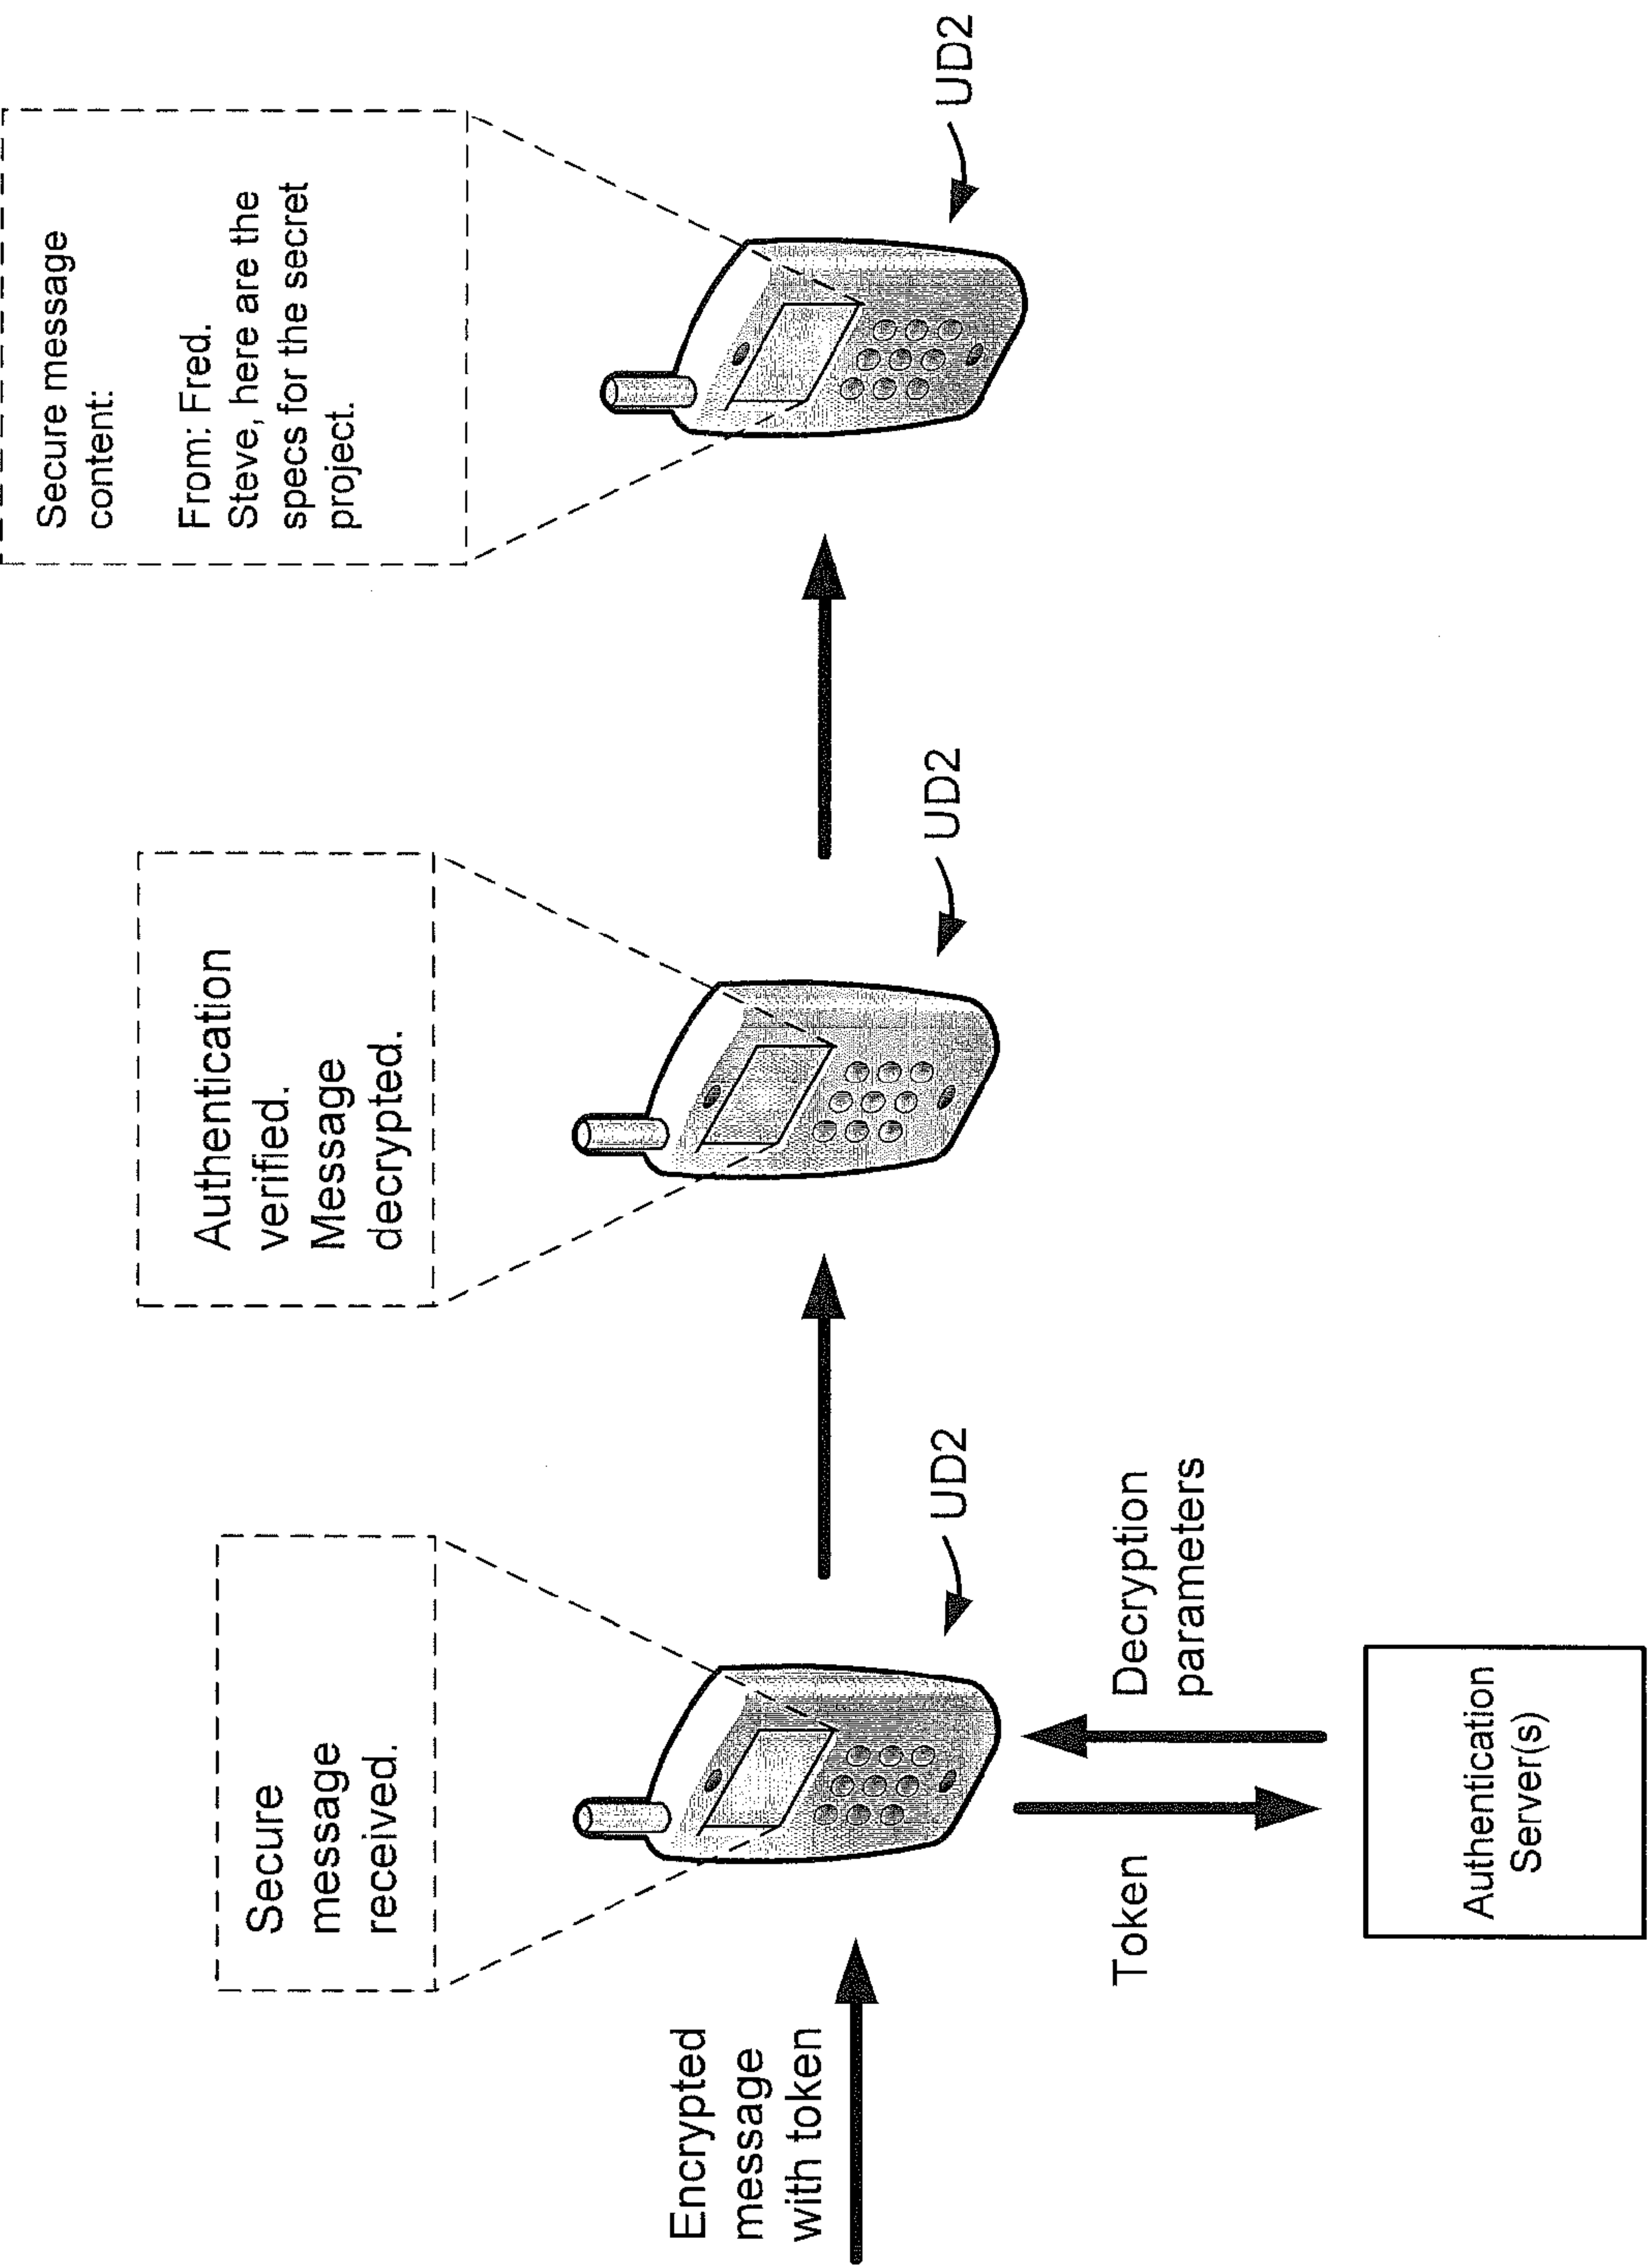 Encrypted
message
with token
Secure
message
received.
UD2
Token
Decryption
parameters
Authentication
Server(s)
Authentication
verified.
Message
decrypted.
UD2
Secure message
content:
From: Fred.
Steve, here are the
specs for the secret
project.
UD2